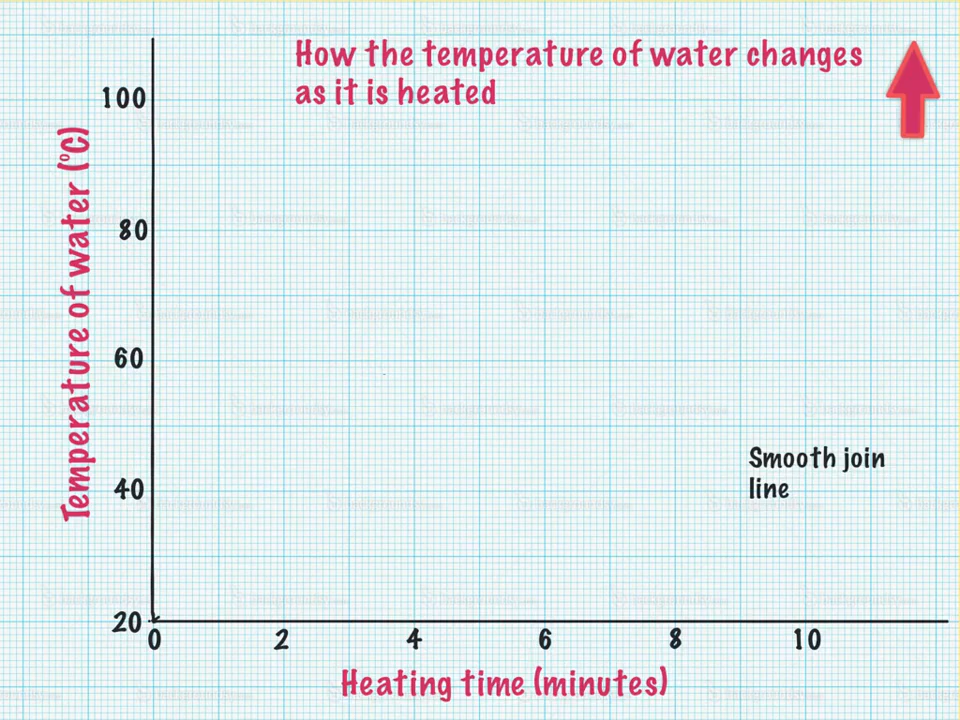 How the temperature of water changes
as it is heated
Temperature of water (°C)
100
80
60
40
20
Smooth join
line
0 2 4 6 8 10
Heating time (minutes)